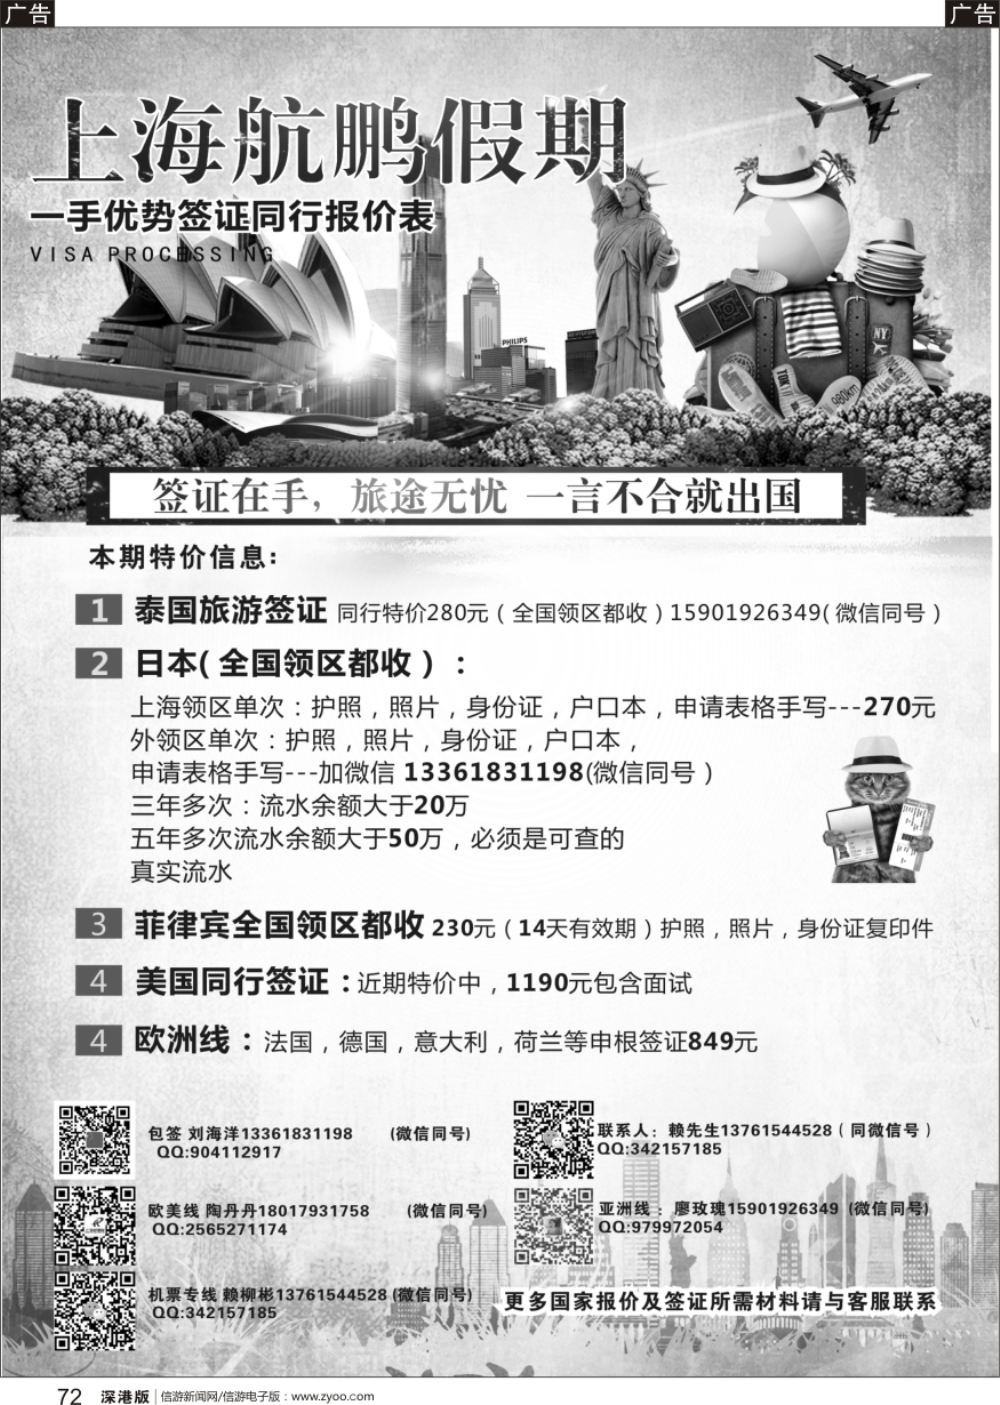 广告
广告
上海航鹏假期
一手优势签证同行报价表
VISA PROCESSING
PHILIPS
NY
签证在手，旅途无忧 一言不合就出国
本期特价信息：
1 泰国旅游签证 同行特价280元（全国领区都收）15901926349（微信同号）
2 日本（全国领区都收）：
上海领区单次：护照，照片，身份证，户口本，申请表格手写---270元
外领区单次：护照，照片，身份证，户口本，
申请表格手写---加微信 13361831198(微信同号）
三年多次：流水余额大于20万
五年多次流水余额大于50万，必须是可查的
真实流水
3 菲律宾全国领区都收 230元（14天有效期）护照，照片，身份证复印件
4 美国同行签证：近期特价中，1190元包含面试
4 欧洲线：法国，德国，意大利，荷兰等申根签证849元
包签 刘海洋13361831198 (微信同号)
QQ:904112917
联系人：赖先生13761544528（同微信号）
QQ:342157185
欧美线 陶丹丹18017931758 (微信同号)
QQ:2565271174
亚洲线：廖玫瑰15901926349 (微信同号)
QQ:979972054
机票专线 赖柳彬13761544528 (微信同号)
QQ:342157185
更多国家报价及签证所需材料请与客服联系
72 深港版 | 信游新闻网/信游电子版：www.zyoo.com